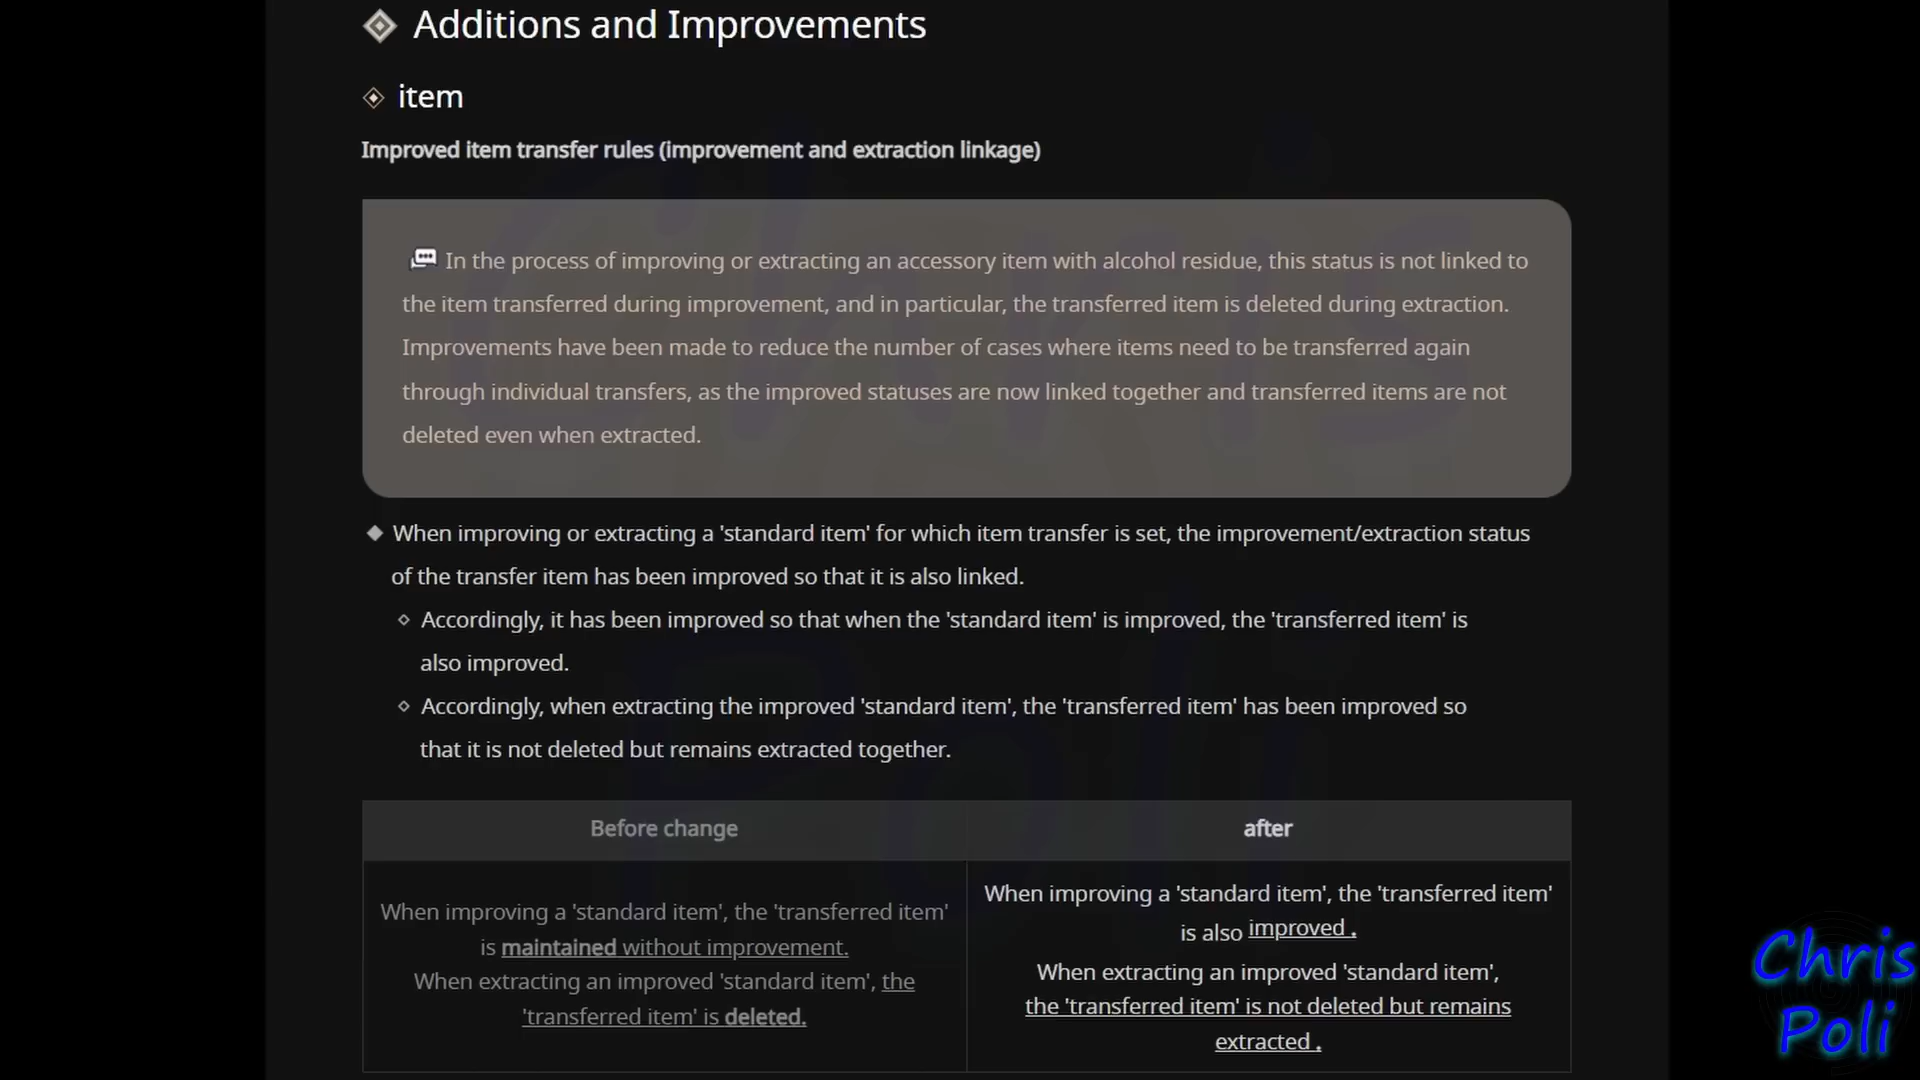 Additions and Improvements
item
Improved item transfer rules (improvement and extraction linkage)
In the process of improving or extracting an accessory item with alcohol residue, this status is not linked to
the item transferred during improvement, and in particular, the transferred item is deleted during extraction.
Improvements have been made to reduce the number of cases where items need to be transferred again
through individual transfers, as the improved statuses are now linked together and transferred items are not
deleted even when extracted.
When improving or extracting a 'standard item' for which item transfer is set, the improvement/extraction status
of the transfer item has been improved so that it is also linked.
Accordingly, it has been improved so that when the 'standard item' is improved, the 'transferred item' is
also improved.
Accordingly, when extracting the improved 'standard item', the 'transferred item' has been improved so
that it is not deleted but remains extracted together.
Before change
after
When improving a 'standard item', the 'transferred item'
is maintained without improvement.
When extracting an improved 'standard item', the
'transferred item' is deleted.
When improving a 'standard item', the 'transferred item'
is also improved .
When extracting an improved 'standard item',
the 'transferred item' is not deleted but remains
extracted .
Chris
Poli